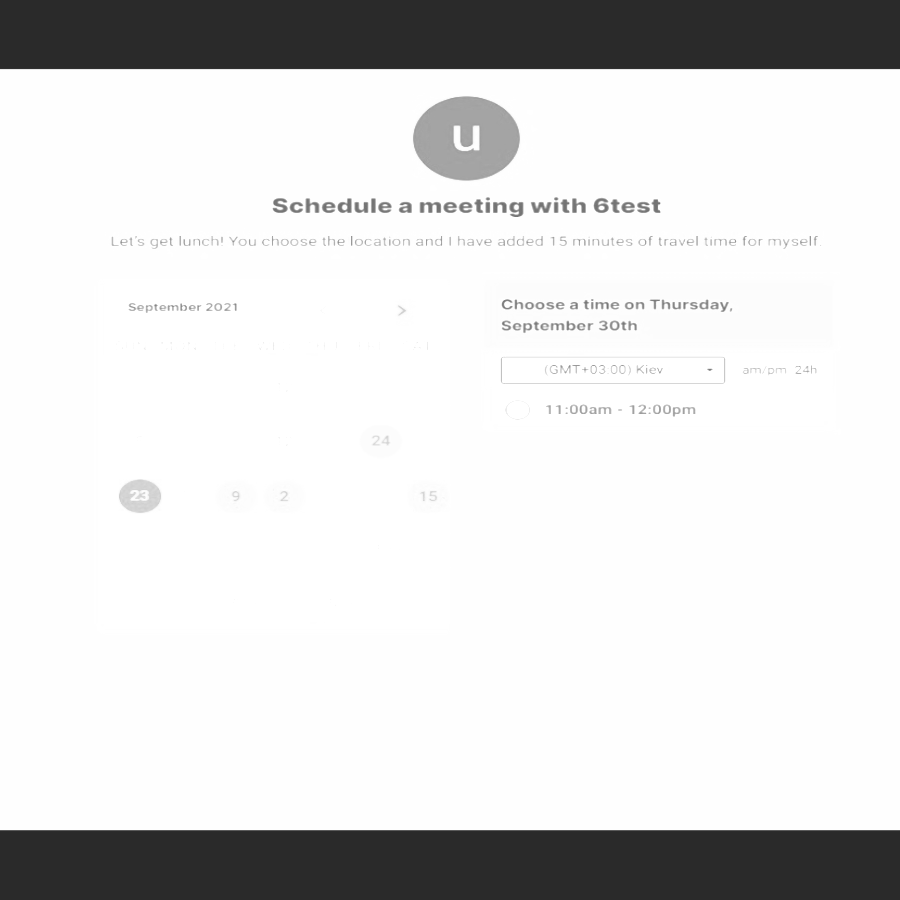 u
Schedule a meeting with 6test
Let's get lunch! You choose the location and I have added 15 minutes of travel time for myself.
September 2021
Choose a time on Thursday,
September 30th
(GMT+03:00) Kiev
am/pm 24h
11:00am - 12:00pm
24
23 9 2 15